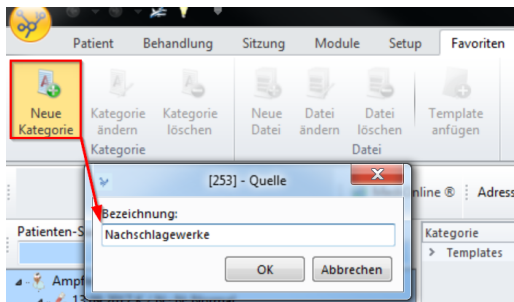 Patient Behandlung Sitzung Module Setup Favoriten
Neue Kategorie Kategorie Neue Datei Datei Template
Kategorie ändern löschen Datei ändern löschen anfügen
Kategorie Datei
[253] - Quelle
nline ® Adress
Bezeichnung:
Patienten-S Kategorie
Nachschlagewerke
> Templates
OK Abbrechen
Ampf